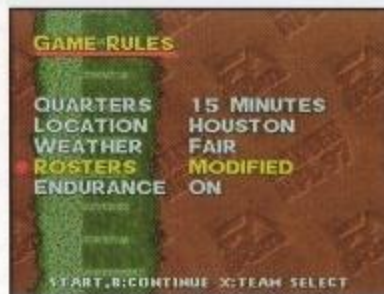 GAME RULES
QUARTERS 15 MINUTES
LOCATION HOUSTON
WEATHER FAIR
ROSTERS MODIFIED
ENDURANCE ON
START,B:CONTINUE X:TEAM SELECT